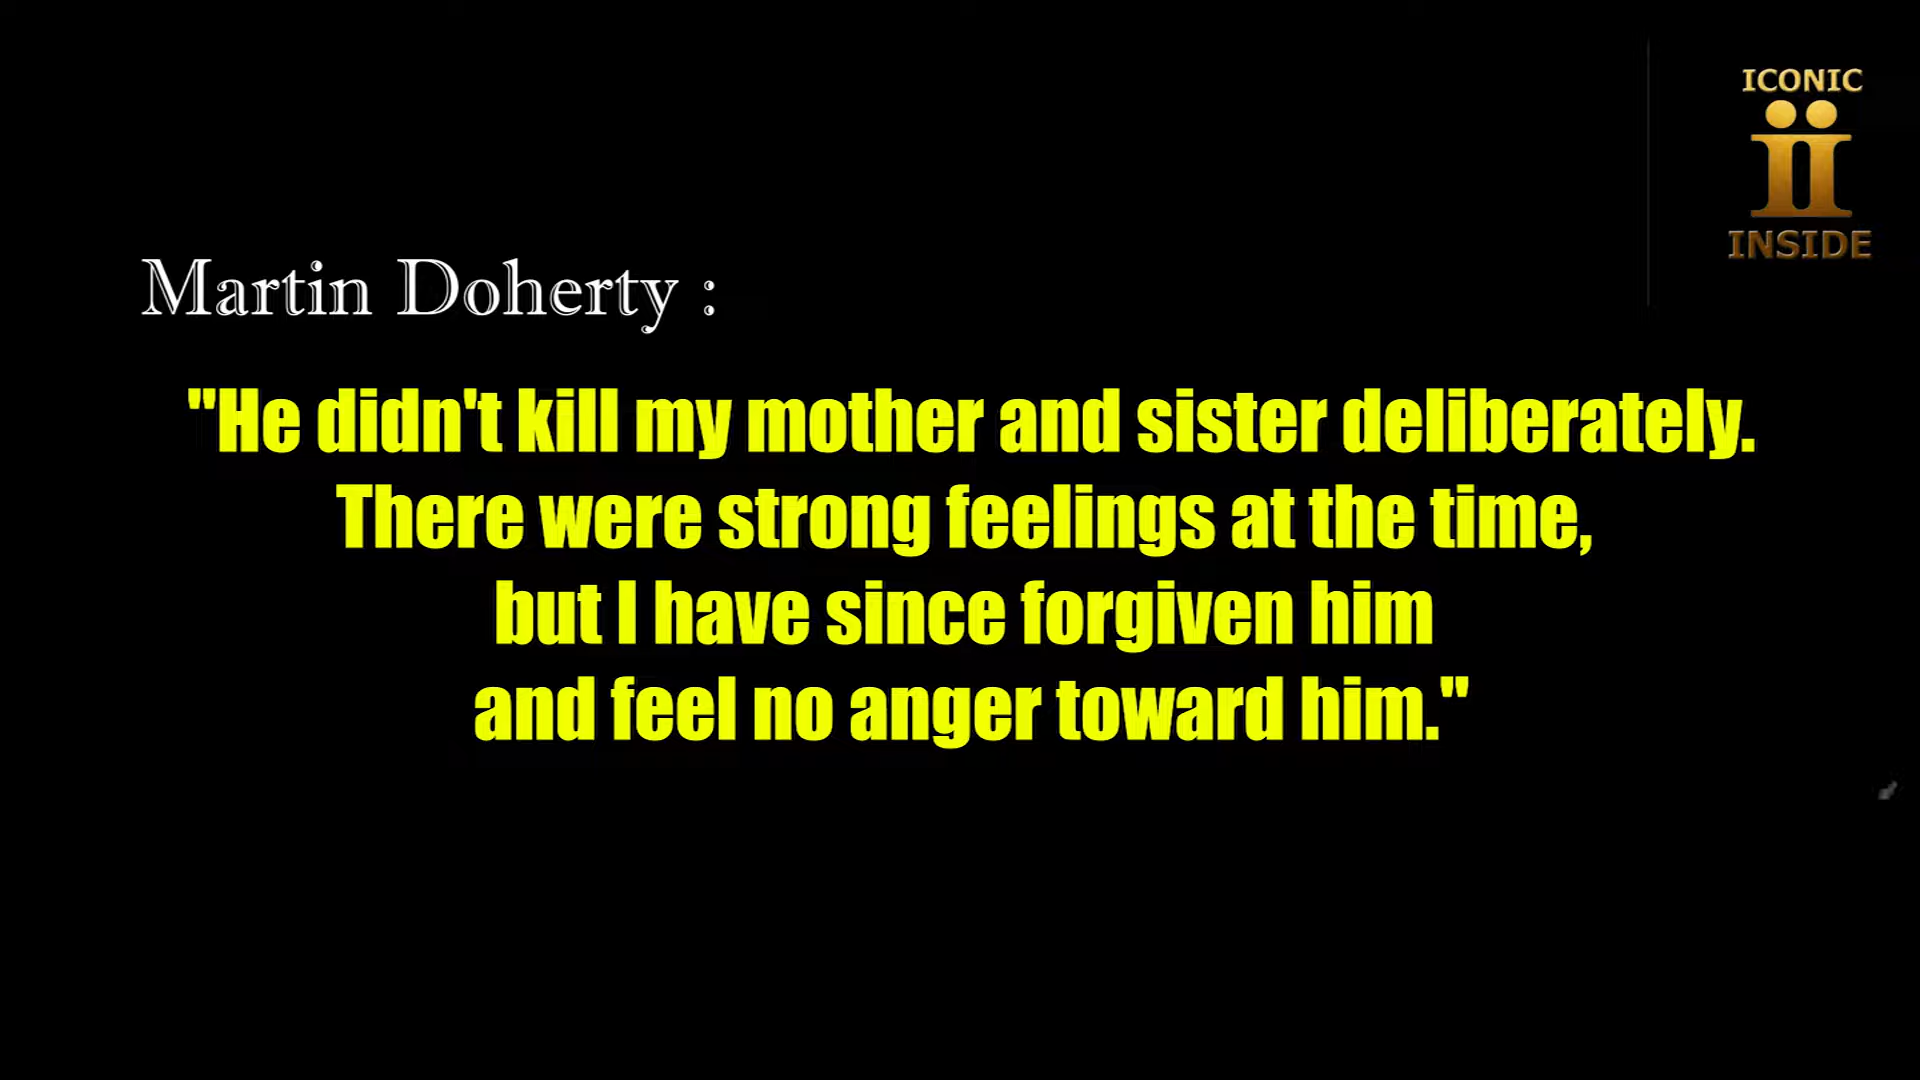 ICONIC
ii
INSIDE
Martin Doherty :
"He didn't kill my mother and sister deliberately.
There were strong feelings at the time,
but I have since forgiven him
and feel no anger toward him."